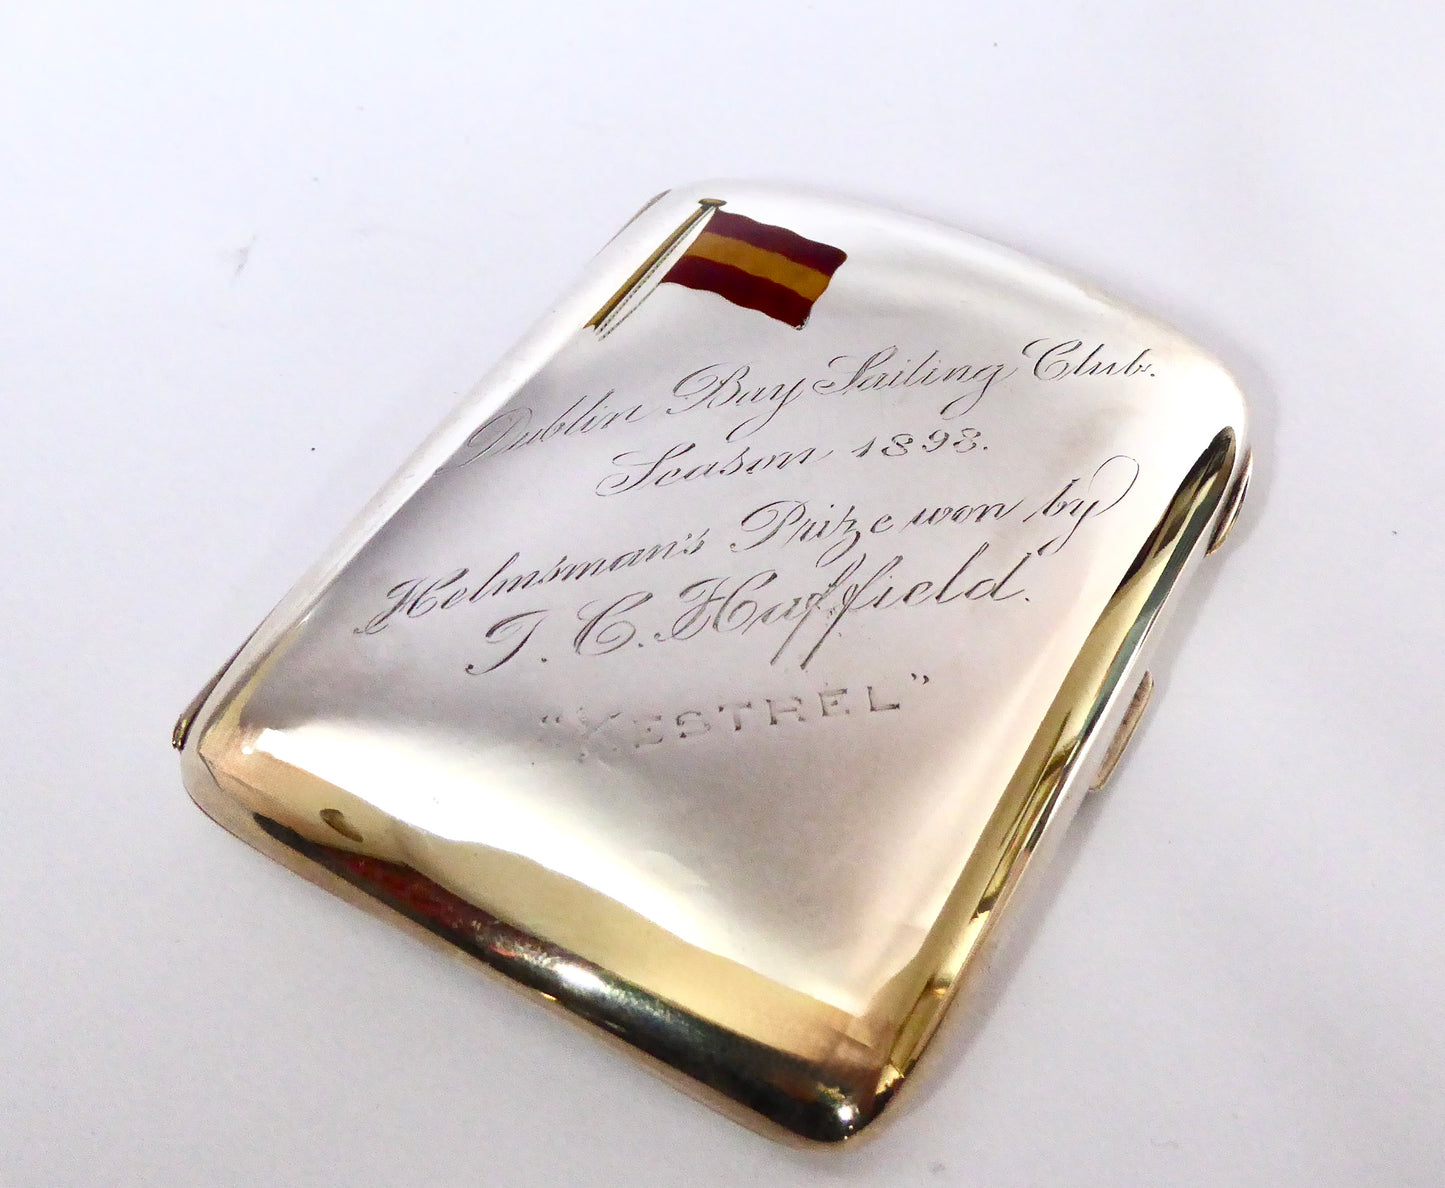 Dublin Bay Sailing Club.
Season 1898.
Helmsman's Prize won by
T. C. Huffield.
"KESTREL"